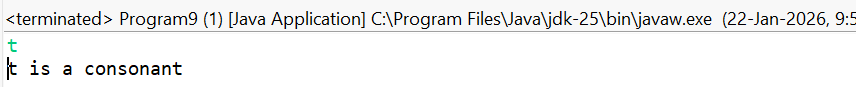 <terminated> Program9 (1) [Java Application] C:\Program Files\Java\jdk-25\bin\javaw.exe (22-Jan-2026, 9:5
t
t is a consonant